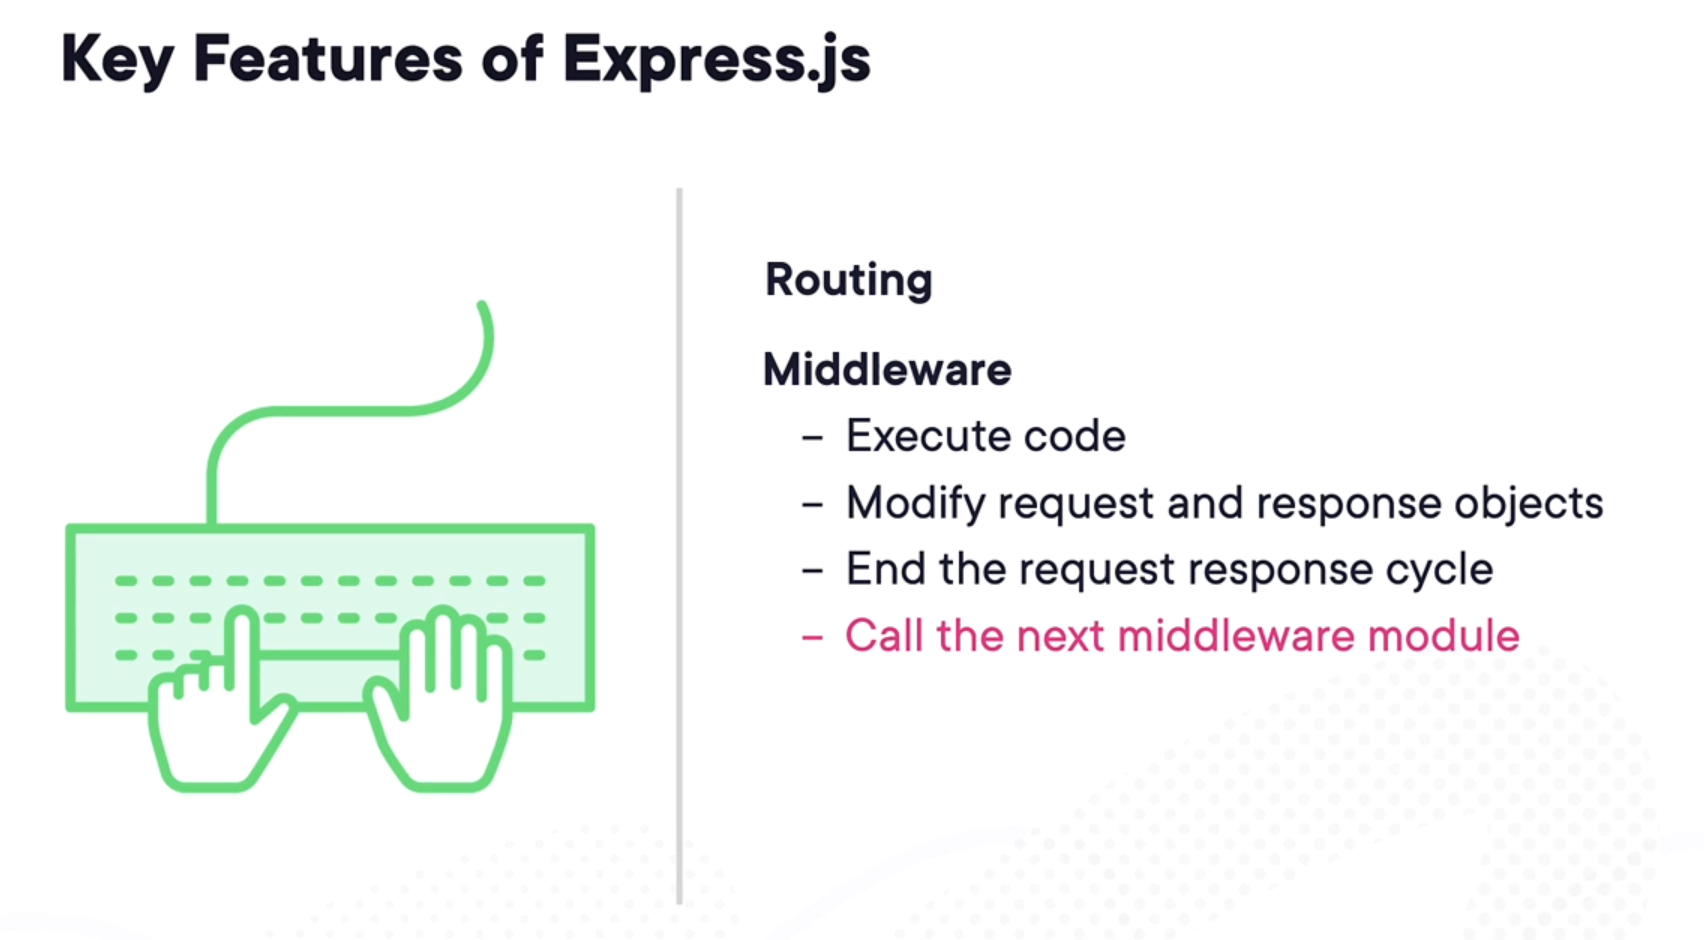 Key Features of Express.js
Routing
Middleware
– Execute code
– Modify request and response objects
– End the request response cycle
– Call the next middleware module